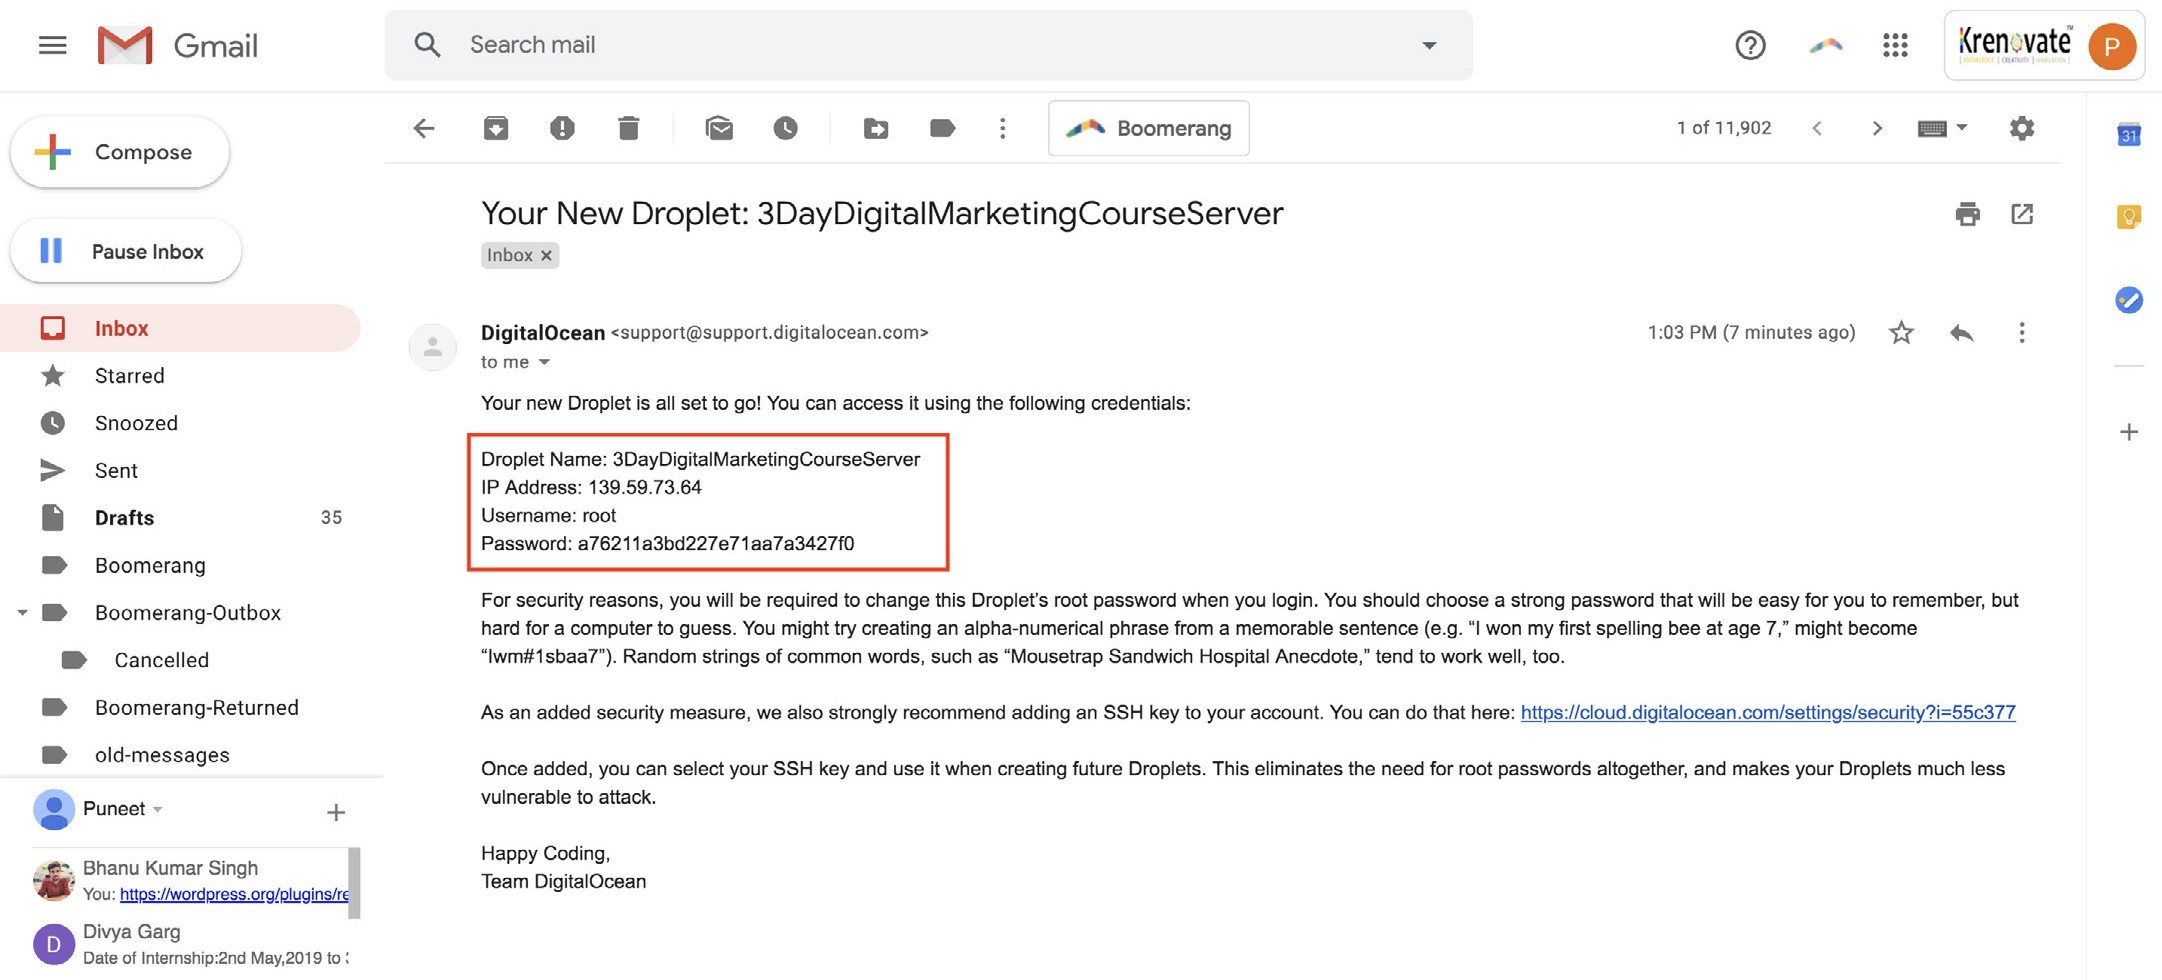 Gmail
Search mail
Krenovate™
KNOWLEDGE | CREATIVITY | INNOVATION
P
Compose
Boomerang
1 of 11,902
31
Pause Inbox
Your New Droplet: 3DayDigitalMarketingCourseServer
Inbox ×
Inbox
Starred
Snoozed
Sent
Drafts 35
Boomerang
Boomerang-Outbox
Cancelled
Boomerang-Returned
old-messages
DigitalOcean <support@support.digitalocean.com>
1:03 PM (7 minutes ago)
to me
Your new Droplet is all set to go! You can access it using the following credentials:
Droplet Name: 3DayDigitalMarketingCourseServer
IP Address: 139.59.73.64
Username: root
Password: a76211a3bd227e71aa7a3427f0
For security reasons, you will be required to change this Droplet’s root password when you login. You should choose a strong password that will be easy for you to remember, but
hard for a computer to guess. You might try creating an alpha-numerical phrase from a memorable sentence (e.g. “I won my first spelling bee at age 7,” might become
“Iwm#1sbaa7”). Random strings of common words, such as “Mousetrap Sandwich Hospital Anecdote,” tend to work well, too.
As an added security measure, we also strongly recommend adding an SSH key to your account. You can do that here: https://cloud.digitalocean.com/settings/security?i=55c377
Once added, you can select your SSH key and use it when creating future Droplets. This eliminates the need for root passwords altogether, and makes your Droplets much less
vulnerable to attack.
Happy Coding,
Team DigitalOcean
Puneet
Bhanu Kumar Singh
You: https://wordpress.org/plugins/re
D
Divya Garg
Date of Internship:2nd May,2019 to